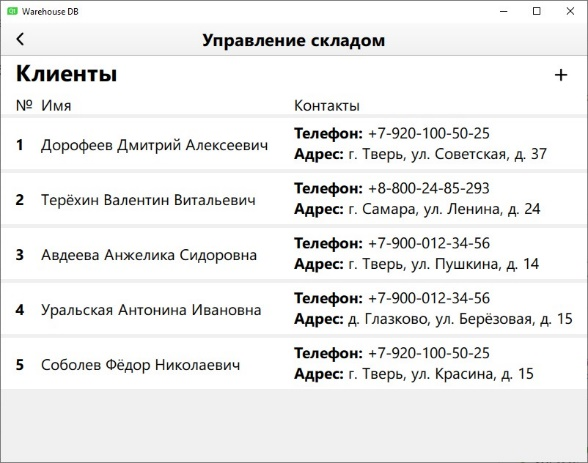 Warehouse DB
Управление складом
Клиенты
+
№ Имя Контакты
1 Дорофеев Дмитрий Алексеевич Телефон: +7-920-100-50-25
Адрес: г. Тверь, ул. Советская, д. 37
2 Терёхин Валентин Витальевич Телефон: +8-800-24-85-293
Адрес: г. Самара, ул. Ленина, д. 24
3 Авдеева Анжелика Сидоровна Телефон: +7-900-012-34-56
Адрес: г. Тверь, ул. Пушкина, д. 14
4 Уральская Антонина Ивановна Телефон: +7-900-012-34-56
Адрес: д. Глазково, ул. Берёзовая, д. 15
5 Соболев Фёдор Николаевич Телефон: +7-920-100-50-25
Адрес: г. Тверь, ул. Красина, д. 15